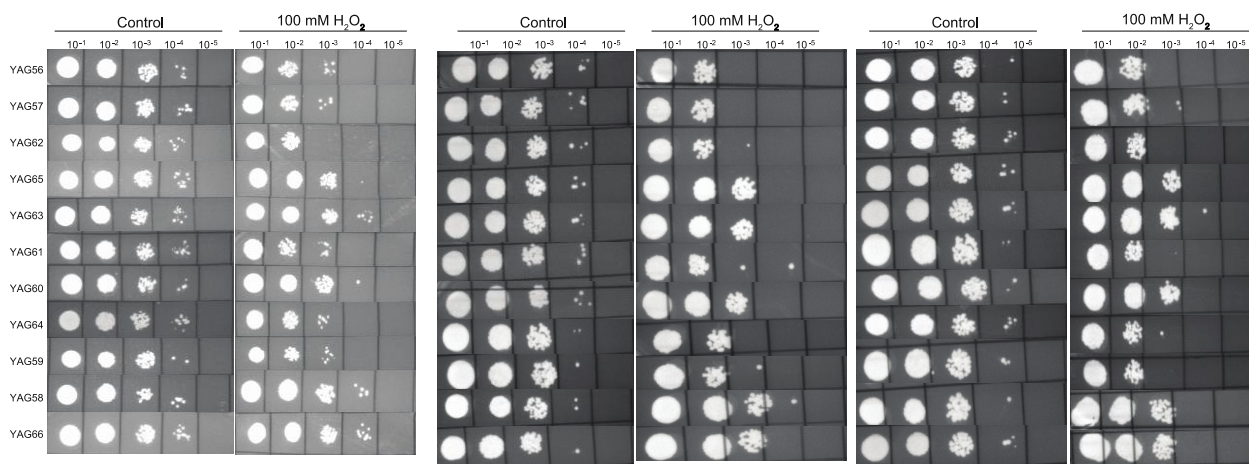 Control 100 mM H₂O₂ Control 100 mM H₂O₂ Control 100 mM H₂O₂
10⁻¹ 10⁻² 10⁻³ 10⁻⁴ 10⁻⁵ 10⁻¹ 10⁻² 10⁻³ 10⁻⁴ 10⁻⁵ 10⁻¹ 10⁻² 10⁻³ 10⁻⁴ 10⁻⁵ 10⁻¹ 10⁻² 10⁻³ 10⁻⁴ 10⁻⁵ 10⁻¹ 10⁻² 10⁻³ 10⁻⁴ 10⁻⁵ 10⁻¹ 10⁻² 10⁻³ 10⁻⁴ 10⁻⁵
YAG56
YAG57
YAG62
YAG65
YAG63
YAG61
YAG60
YAG64
YAG59
YAG58
YAG66